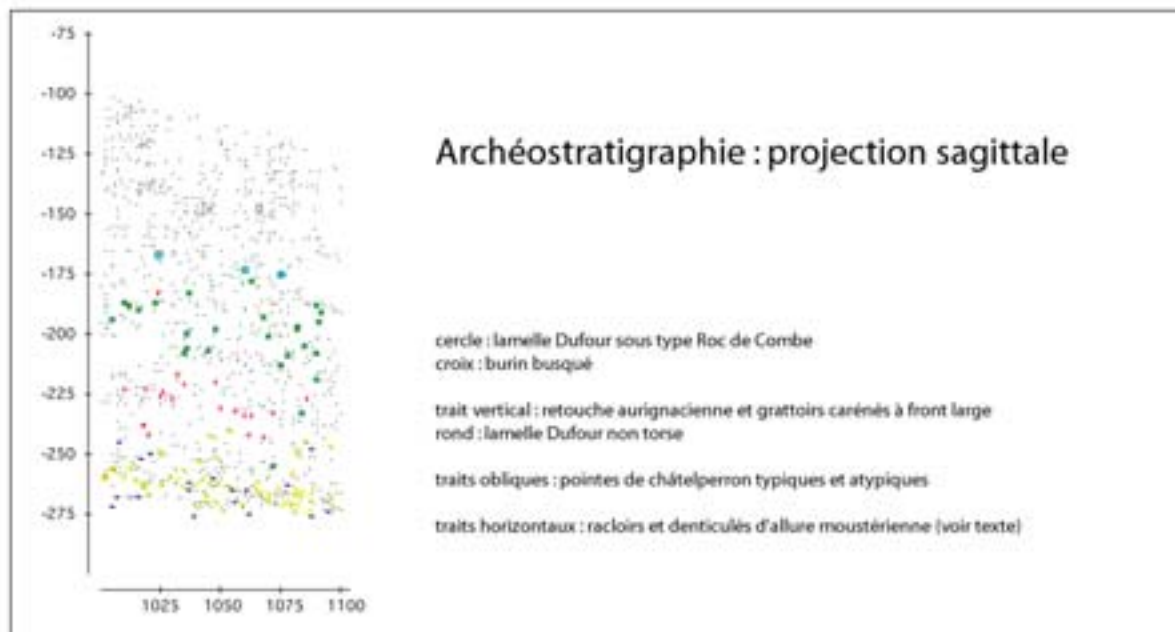 Archéostratigraphie : projection sagittale
cercle : lamelle Dufour sous type Roc de Combe
croix : burin busqué
trait vertical : retouche aurignacienne et grattoirs carénés à front large
rond : lamelle Dufour non torse
traits obliques : pointes de châtelperron typiques et atypiques
traits horizontaux : racloirs et denticulés d'allure moustérienne (voir texte)
-75
-100
-125
-150
-175
-200
-225
-250
-275
1025 1050 1075 1100